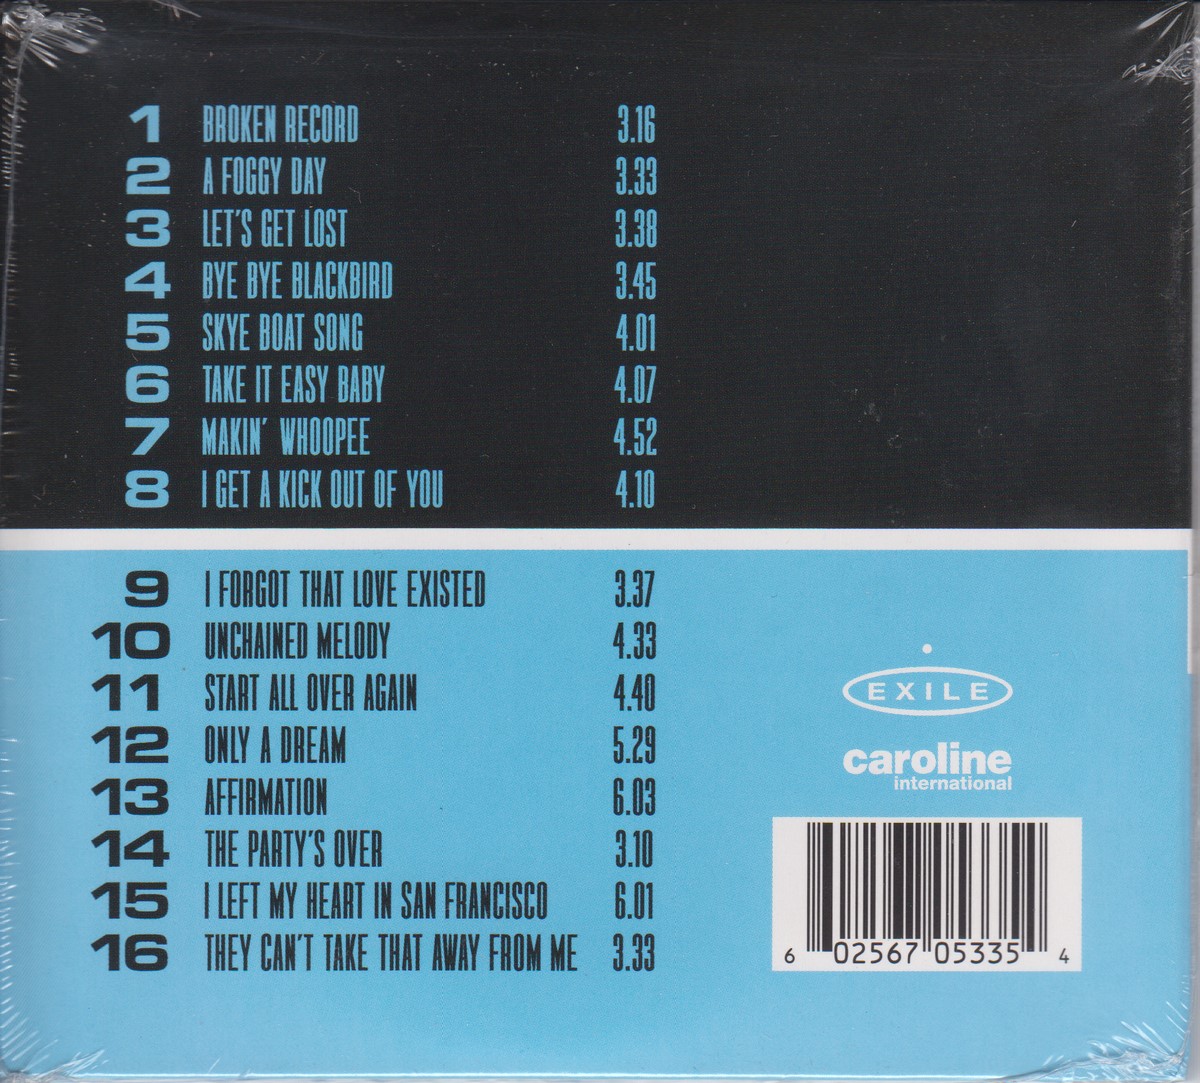 1 BROKEN RECORD 3.16
2 A FOGGY DAY 3.33
3 LET'S GET LOST 3.38
4 BYE BYE BLACKBIRD 3.45
5 SKYE BOAT SONG 4.01
6 TAKE IT EASY BABY 4.07
7 MAKIN' WHOOPEE 4.52
8 I GET A KICK OUT OF YOU 4.10
9 I FORGOT THAT LOVE EXISTED 3.37
10 UNCHAINED MELODY 4.33
11 START ALL OVER AGAIN 4.40
12 ONLY A DREAM 5.29
13 AFFIRMATION 6.03
14 THE PARTY'S OVER 3.10
15 I LEFT MY HEART IN SAN FRANCISCO 6.01
16 THEY CAN'T TAKE THAT AWAY FROM ME 3.33
EXILE
caroline
international
6 02567 05335 4